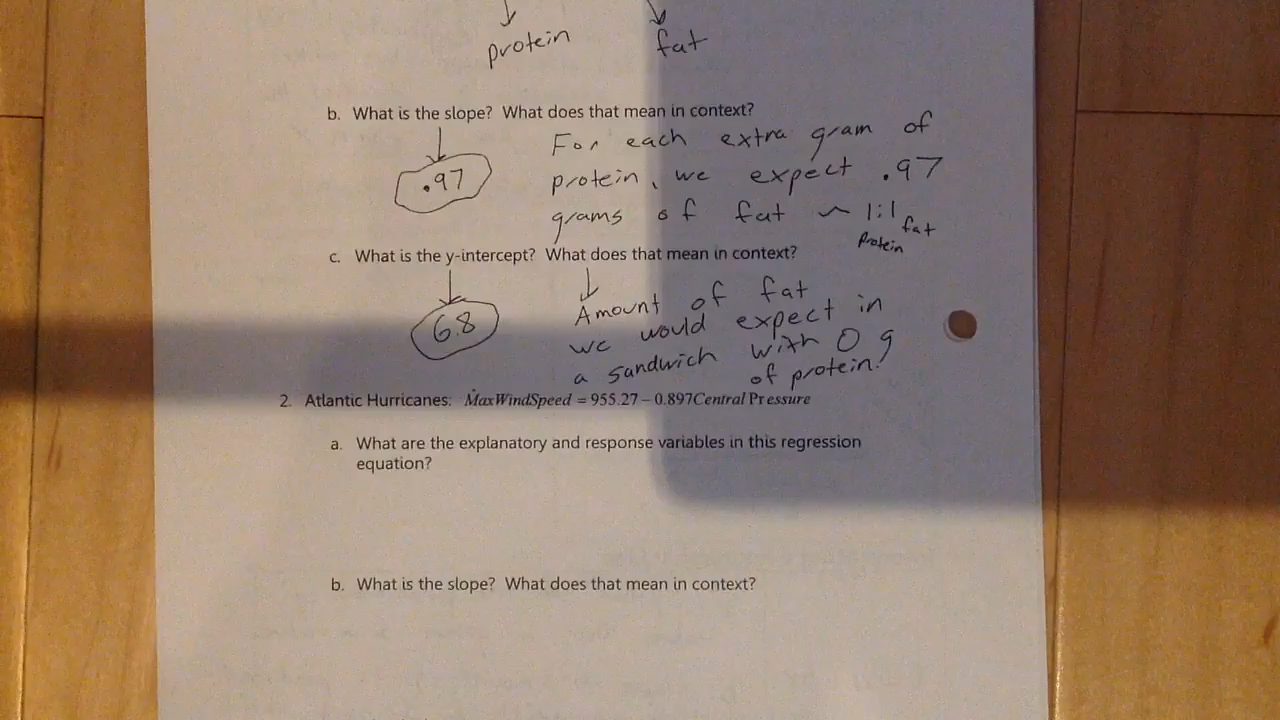 protein fat
b. What is the slope? What does that mean in context?
.97
For each extra gram of
protein, we expect .97
grams of fat ~ 1:1
Protein fat
c. What is the y-intercept? What does that mean in context?
6.8
Amount of fat
we would expect in
a sandwich with 0 g
of protein.
2. Atlantic Hurricanes: MaxWindSpeed = 955.27 – 0.897Central Pressure
a. What are the explanatory and response variables in this regression
equation?
b. What is the slope? What does that mean in context?